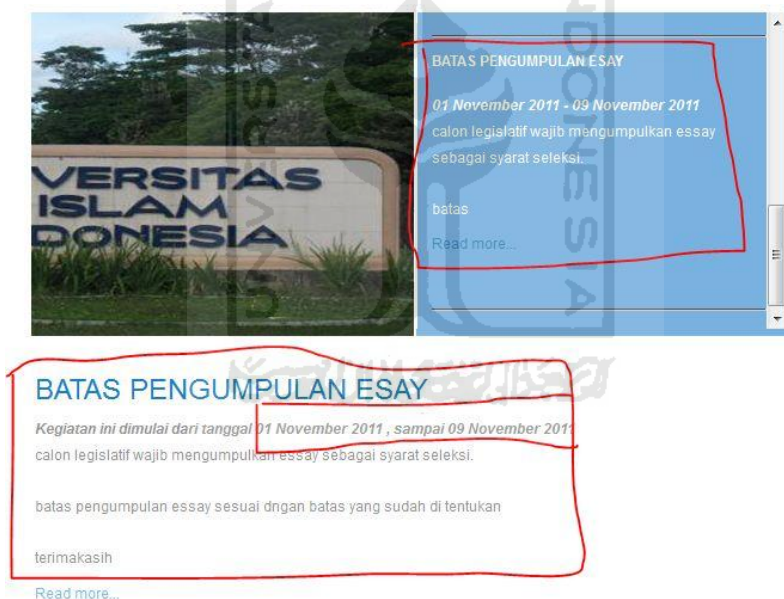 VERSITAS
ISLAM
DONESIA
BATAS PENGUMPULAN ESAY
01 November 2011 - 09 November 2011
calon legislatif wajib mengumpulkan essay
sebagai syarat seleksi.
batas
Read more...
BATAS PENGUMPULAN ESAY
Kegiatan ini dimulai dari tanggal 01 November 2011 , sampai 09 November 2011
calon legislatif wajib mengumpulkan essay sebagai syarat seleksi.
batas pengumpulan essay sesuai dngan batas yang sudah di tentukan
terimakasih
Read more...